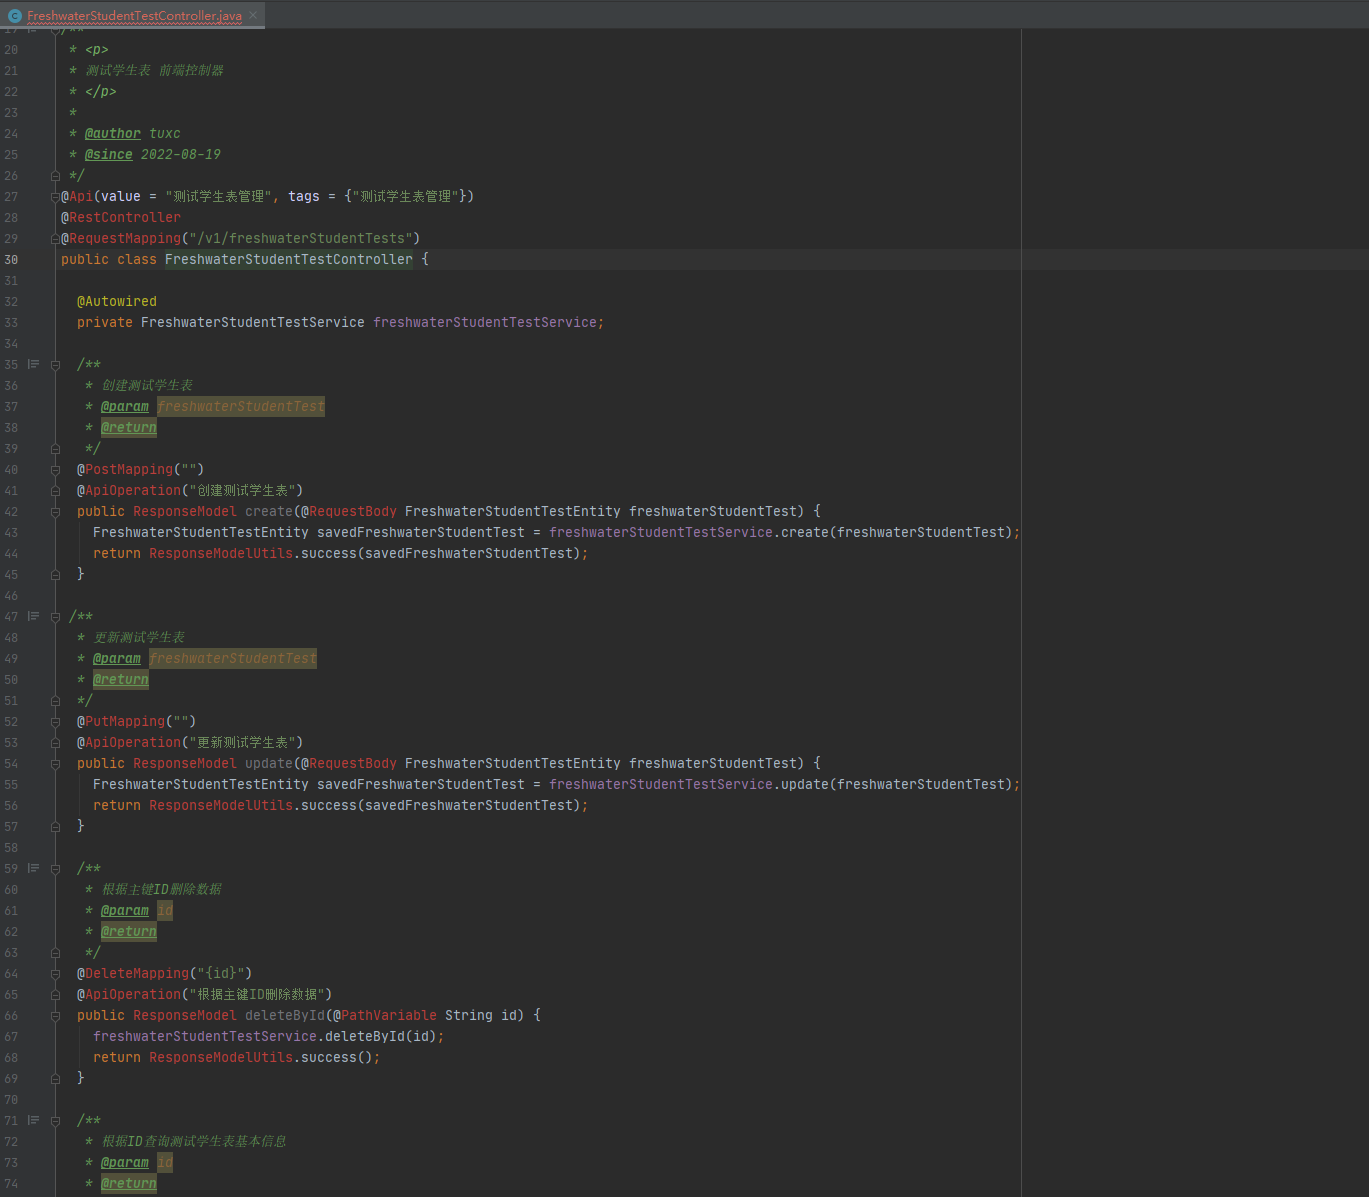 FreshwaterStudentTestController.java
19 /**
20  * <p>
21  * 测试学生表 前端控制器
22  * </p>
23  *
24  * @author tuxc
25  * @since 2022-08-19
26  */
27 @Api(value = "测试学生表管理", tags = {"测试学生表管理"})
28 @RestController
29 @RequestMapping("/v1/freshwaterStudentTests")
30 public class FreshwaterStudentTestController {
31
32   @Autowired
33   private FreshwaterStudentTestService freshwaterStudentTestService;
34
35   /**
36    * 创建测试学生表
37    * @param freshwaterStudentTest
38    * @return
39    */
40   @PostMapping("")
41   @ApiOperation("创建测试学生表")
42   public ResponseModel create(@RequestBody FreshwaterStudentTestEntity freshwaterStudentTest) {
43     FreshwaterStudentTestEntity savedFreshwaterStudentTest = freshwaterStudentTestService.create(freshwaterStudentTest);
44     return ResponseModelUtils.success(savedFreshwaterStudentTest);
45   }
46
47  /**
48   * 更新测试学生表
49   * @param freshwaterStudentTest
50   * @return
51   */
52   @PutMapping("")
53   @ApiOperation("更新测试学生表")
54   public ResponseModel update(@RequestBody FreshwaterStudentTestEntity freshwaterStudentTest) {
55     FreshwaterStudentTestEntity savedFreshwaterStudentTest = freshwaterStudentTestService.update(freshwaterStudentTest);
56     return ResponseModelUtils.success(savedFreshwaterStudentTest);
57   }
58
59   /**
60    * 根据主键ID删除数据
61    * @param id
62    * @return
63    */
64   @DeleteMapping("{id}")
65   @ApiOperation("根据主键ID删除数据")
66   public ResponseModel deleteById(@PathVariable String id) {
67     freshwaterStudentTestService.deleteById(id);
68     return ResponseModelUtils.success();
69   }
70
71   /**
72    * 根据ID查询测试学生表基本信息
73    * @param id
74    * @return